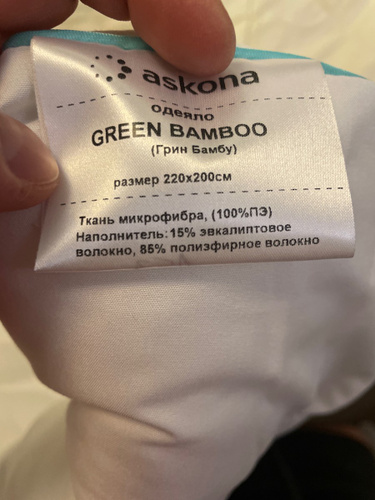 askona
одеяло
GREEN BAMBOO
(Грин Бамбу)
размер 220х200см
Ткань микрофибра, (100%ПЭ)
Наполнитель: 15% эвкалиптовое
волокно, 85% полиэфирное волокно